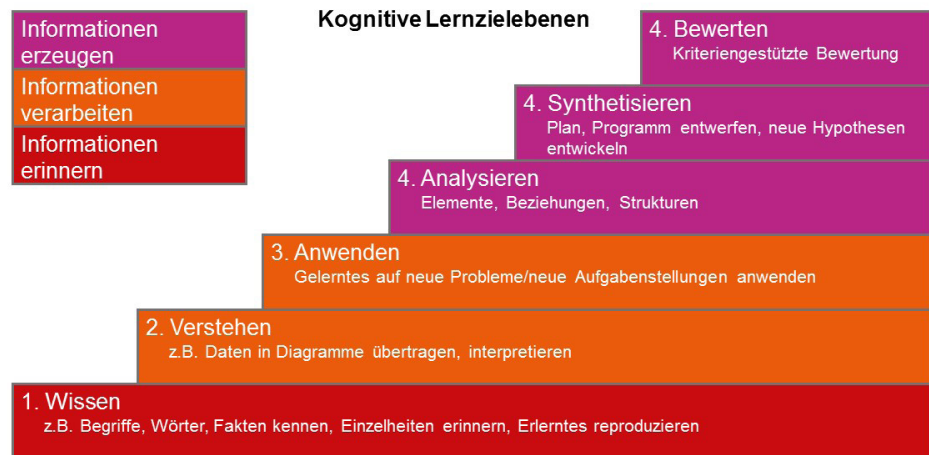 Kognitive Lernzielebenen
Informationen
erzeugen
Informationen
verarbeiten
Informationen
erinnern
4. Bewerten
Kriteriengestützte Bewertung
4. Synthetisieren
Plan, Programm entwerfen, neue Hypothesen
entwickeln
4. Analysieren
Elemente, Beziehungen, Strukturen
3. Anwenden
Gelerntes auf neue Probleme/neue Aufgabenstellungen anwenden
2. Verstehen
z.B. Daten in Diagramme übertragen, interpretieren
1. Wissen
z.B. Begriffe, Wörter, Fakten kennen, Einzelheiten erinnern, Erlerntes reproduzieren